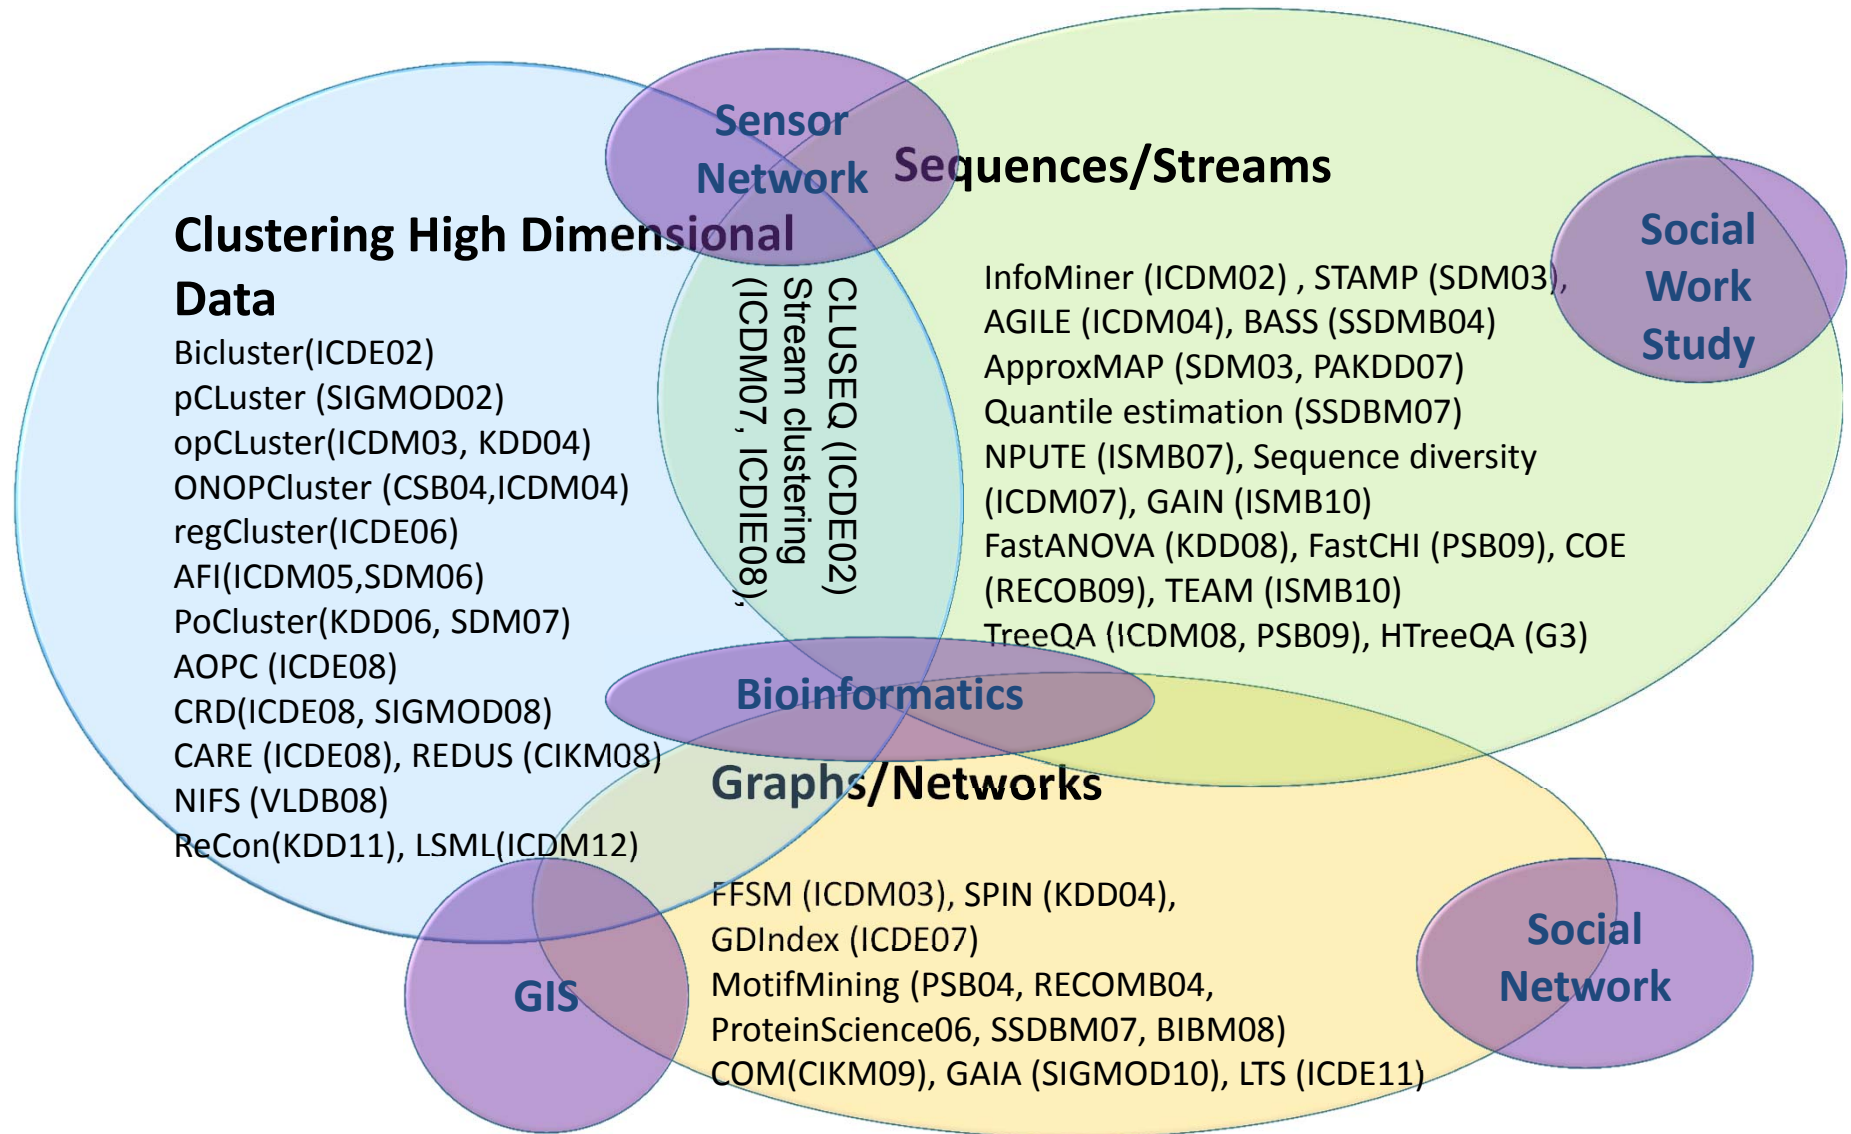 Sensor
Network
Sequences/Streams
Clustering High Dimensional
Data
Bicluster(ICDE02)
pCLuster (SIGMOD02)
opCLuster(ICDM03, KDD04)
ONOPCluster (CSB04,ICDM04)
regCluster(ICDE06)
AFI(ICDM05,SDM06)
PoCluster(KDD06, SDM07)
AOPC (ICDE08)
CRD(ICDE08, SIGMOD08)
CARE (ICDE08), REDUS (CIKM08)
NIFS (VLDB08)
ReCon(KDD11), LSML(ICDM12)
CLUSEQ (ICDE02)
Stream clustering
(ICDM07, ICDIE08),
InfoMiner (ICDM02) , STAMP (SDM03),
AGILE (ICDM04), BASS (SSDMB04)
ApproxMAP (SDM03, PAKDD07)
Quantile estimation (SSDBM07)
NPUTE (ISMB07), Sequence diversity
(ICDM07), GAIN (ISMB10)
FastANOVA (KDD08), FastCHI (PSB09), COE
(RECOB09), TEAM (ISMB10)
TreeQA (ICDM08, PSB09), HTreeQA (G3)
Social
Work
Study
Bioinformatics
Graphs/Networks
FFSM (ICDM03), SPIN (KDD04),
GDIndex (ICDE07)
MotifMining (PSB04, RECOMB04,
ProteinScience06, SSDBM07, BIBM08)
COM(CIKM09), GAIA (SIGMOD10), LTS (ICDE11)
GIS
Social
Network